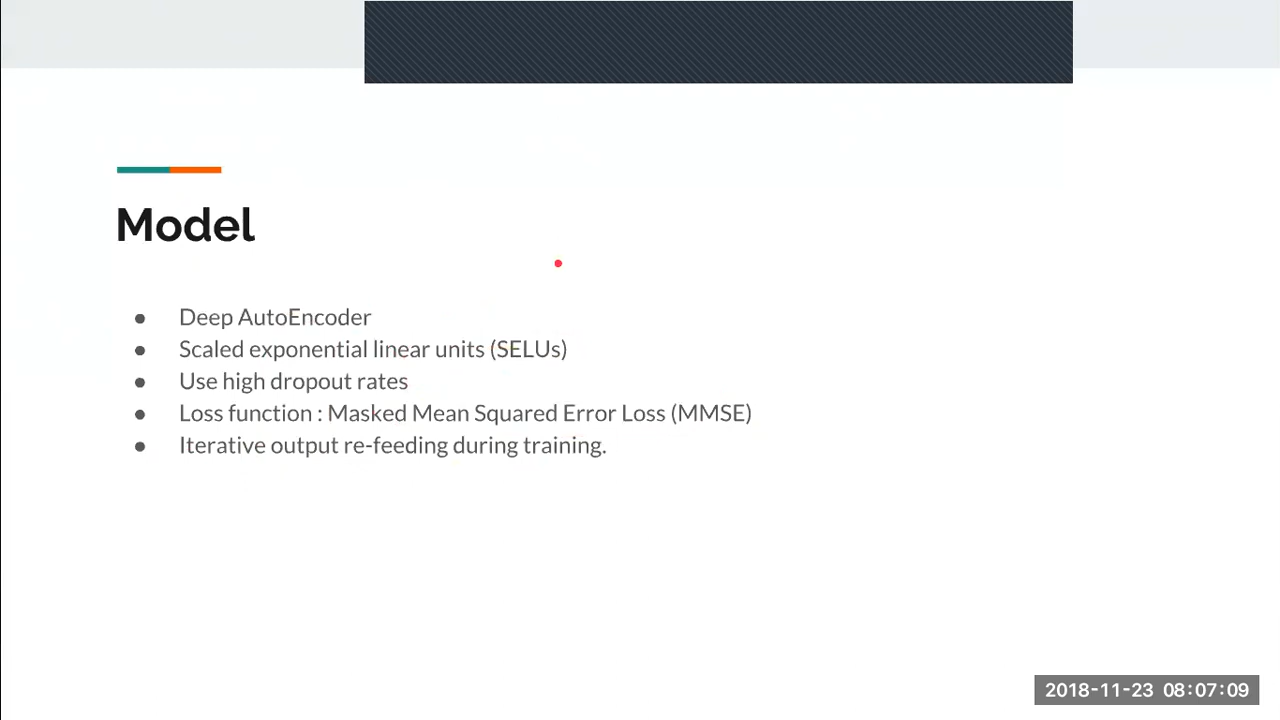 Model
● Deep AutoEncoder
● Scaled exponential linear units (SELUs)
● Use high dropout rates
● Loss function : Masked Mean Squared Error Loss (MMSE)
● Iterative output re-feeding during training.
2018-11-23 08:07:09